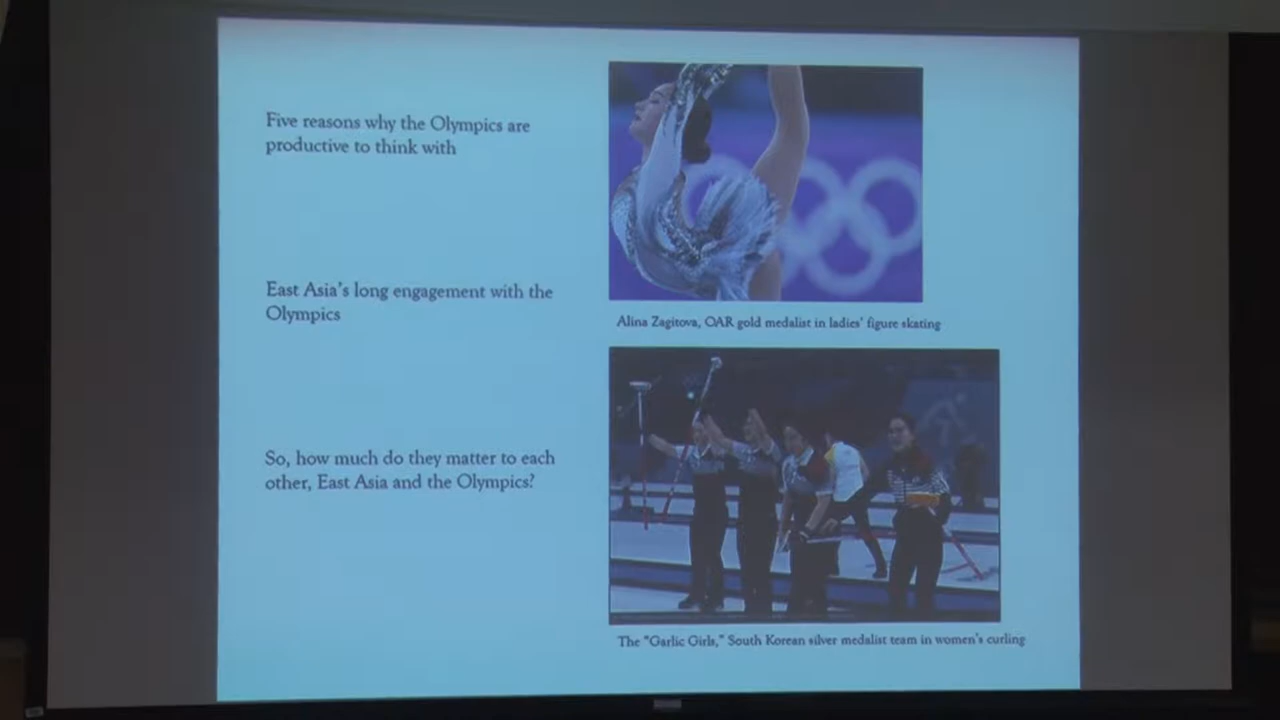 Five reasons why the Olympics are
productive to think with
East Asia's long engagement with the
Olympics
So, how much do they matter to each
other, East Asia and the Olympics?
Alina Zagitova, OAR gold medalist in ladies' figure skating
The "Garlic Girls," South Korean silver medalist team in women's curling